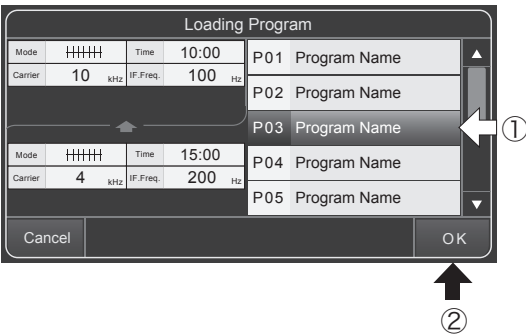 Loading Program
Mode Time 10:00
Carrier 10 kHz IF.Freq. 100 Hz
Mode Time 15:00
Carrier 4 kHz IF.Freq. 200 Hz
P01 Program Name
P02 Program Name
P03 Program Name
P04 Program Name
P05 Program Name
①
Cancel
OK
②